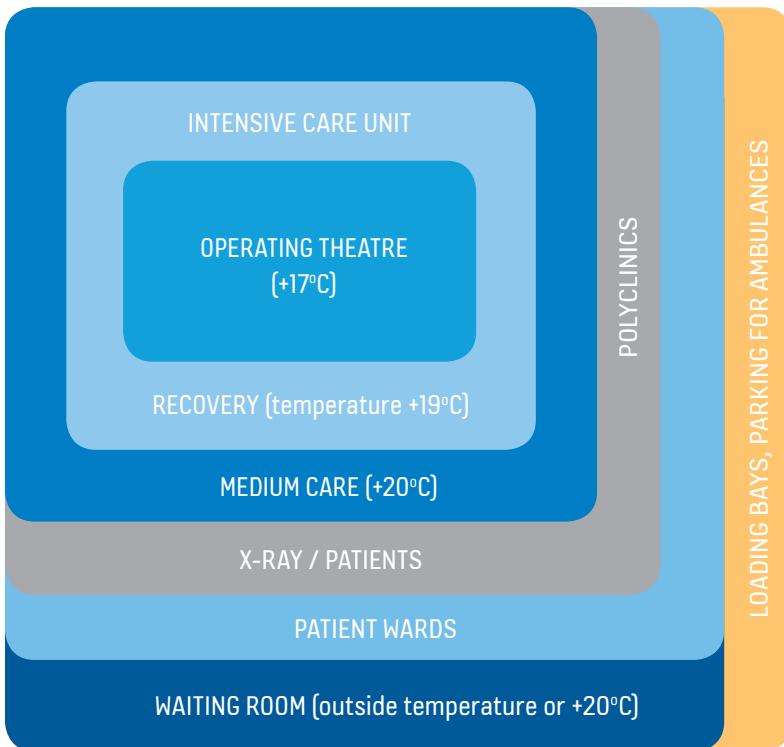 INTENSIVE CARE UNIT
OPERATING THEATRE
(+17°C)
RECOVERY (temperature +19°C)
MEDIUM CARE (+20°C)
X-RAY / PATIENTS
PATIENT WARDS
WAITING ROOM (outside temperature or +20°C)
POLYCLINICS
LOADING BAYS, PARKING FOR AMBULANCES